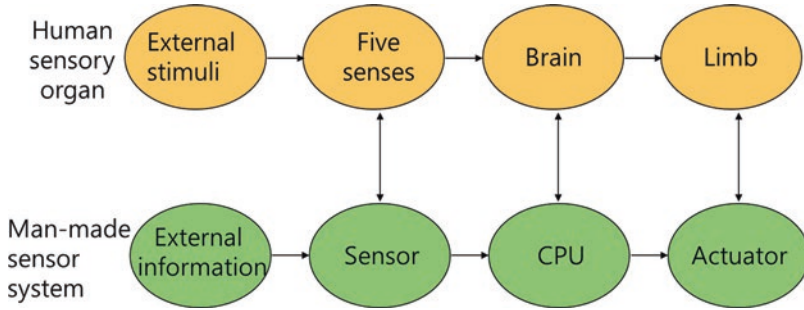 Human
sensory
organ
External
stimuli
Five
senses
Brain
Limb
Man-made
sensor
system
External
information
Sensor
CPU
Actuator